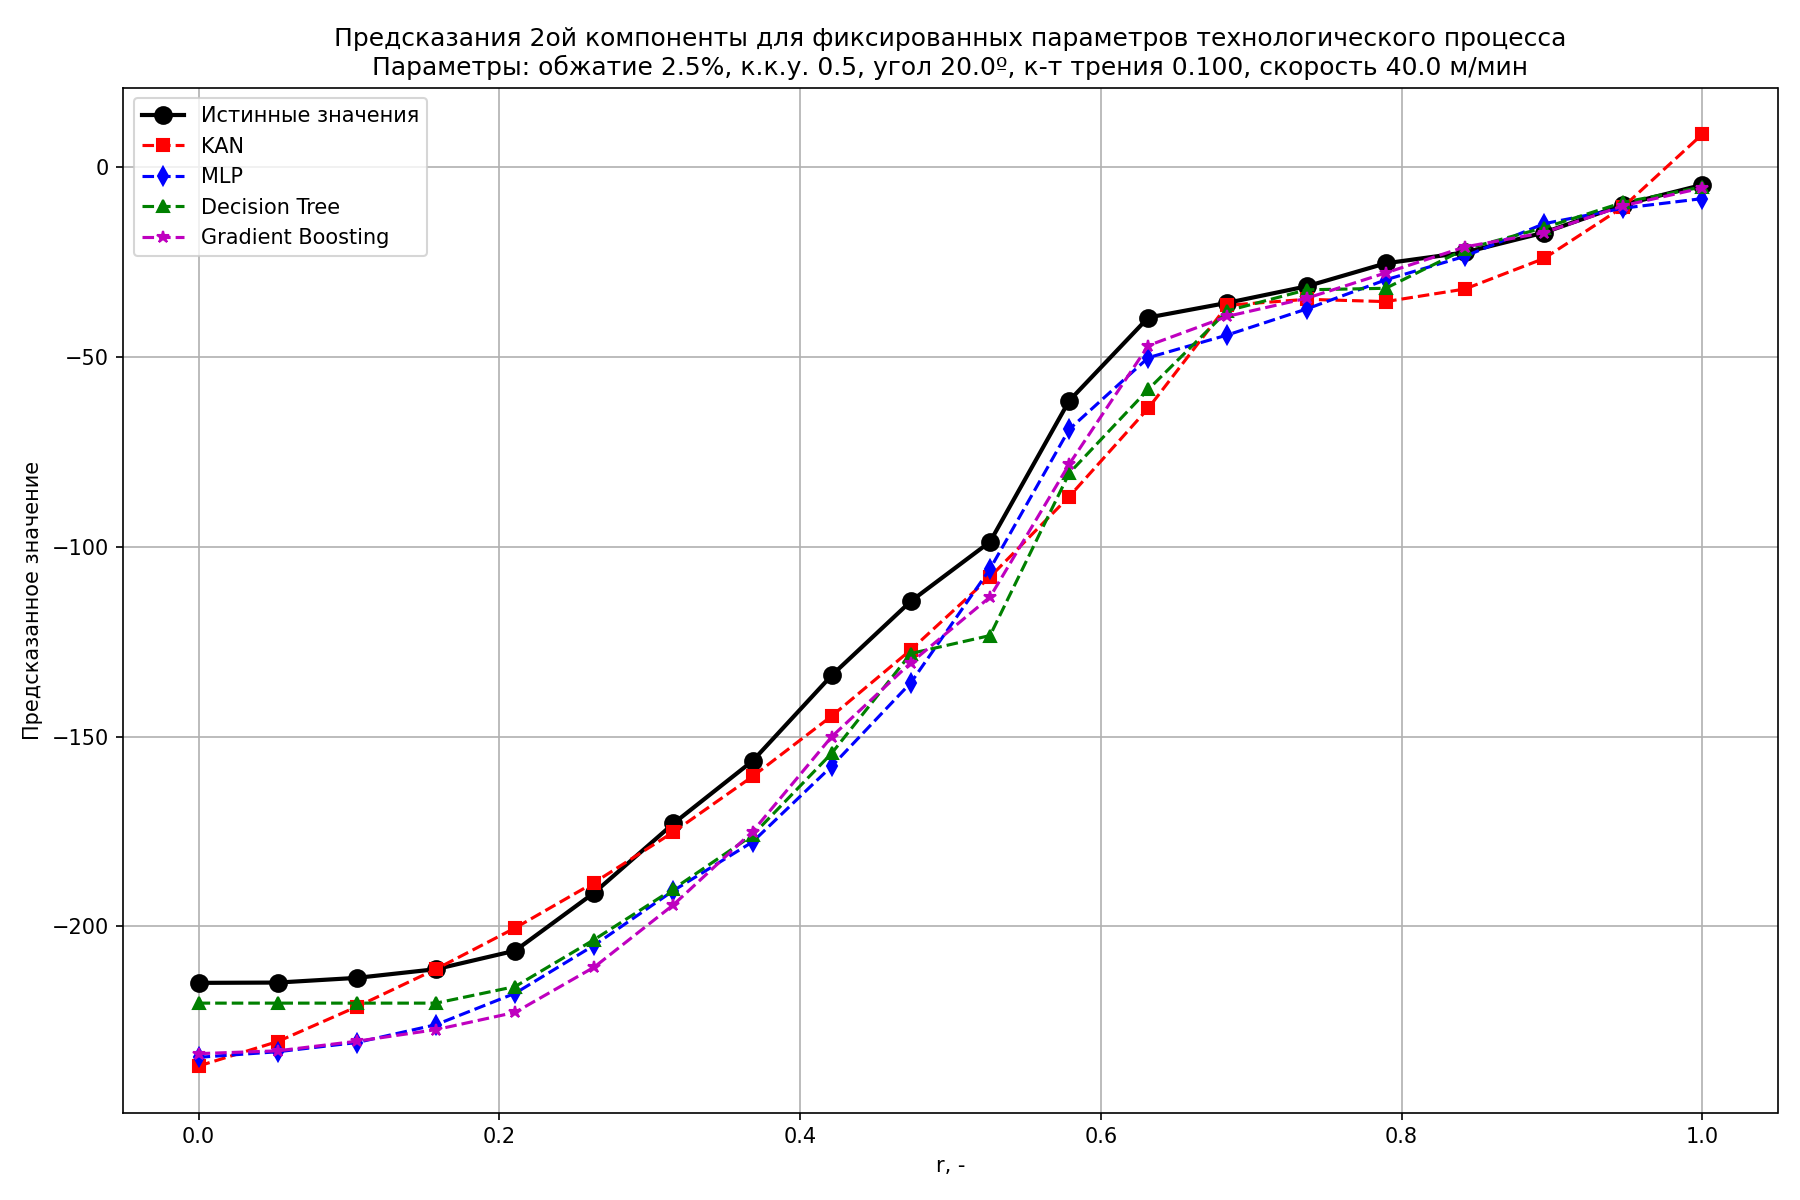 Предсказания 2ой компоненты для фиксированных параметров технологического процесса
Параметры: обжатие 2.5%, к.к.у. 0.5, угол 20.0º, к-т трения 0.100, скорость 40.0 м/мин
Истинные значения
KAN
MLP
Decision Tree
Gradient Boosting
Предсказанное значение
0
−50
−100
−150
−200
0.0
0.2
0.4
0.6
0.8
1.0
r, -